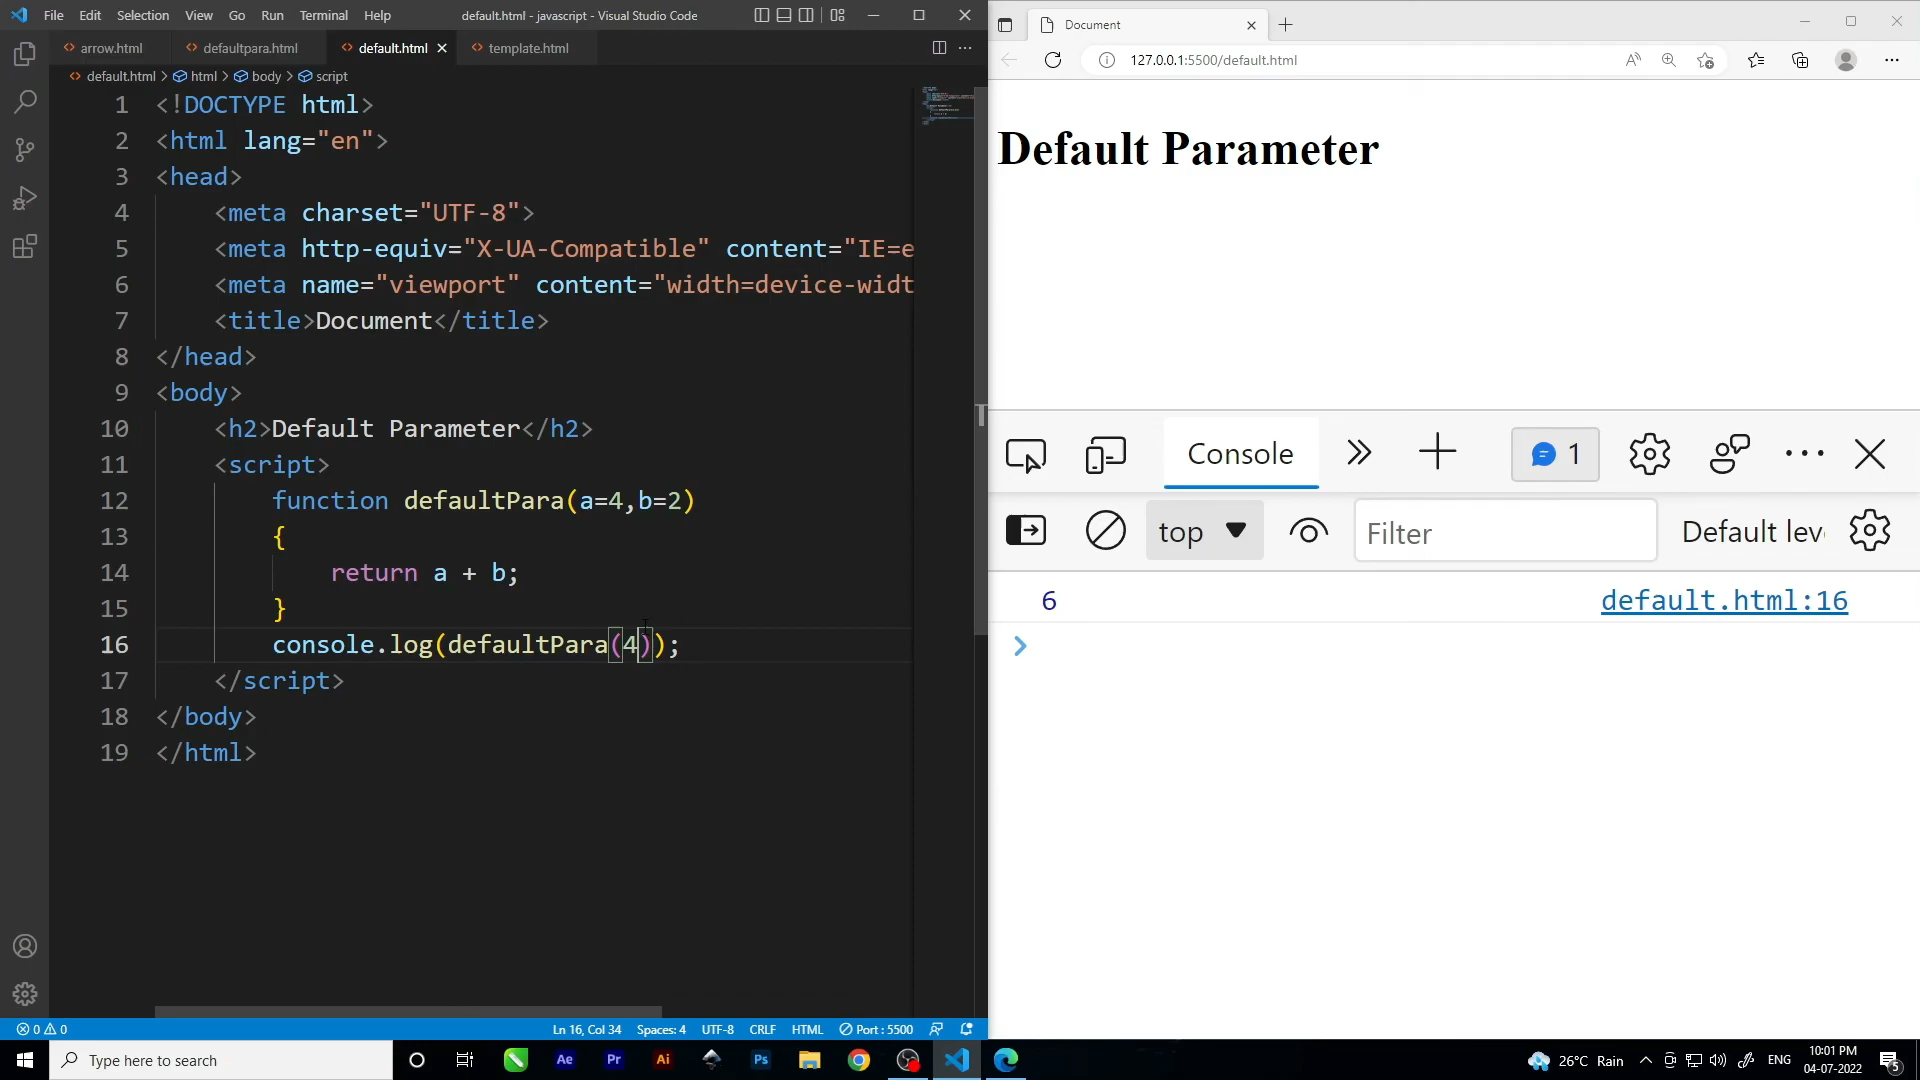 File Edit Selection View Go Run Terminal Help
default.html - javascript - Visual Studio Code
arrow.html
defaultpara.html
default.html
template.html
default.html > html > body > script
1 <!DOCTYPE html>
2 <html lang="en">
3 <head>
4 <meta charset="UTF-8">
5 <meta http-equiv="X-UA-Compatible" content="IE=e
6 <meta name="viewport" content="width=device-widt
7 <title>Document</title>
8 </head>
9 <body>
10 <h2>Default Parameter</h2>
11 <script>
12 function defaultPara(a=4,b=2)
13 {
14 return a + b;
15 }
16 console.log(defaultPara(4));
17 </script>
18 </body>
19 </html>
0 0
Ln 16, Col 34 Spaces: 4 UTF-8 CRLF HTML Port : 5500
Document
127.0.0.1:5500/default.html
Default Parameter
Console
1
top
Filter
Default lev
6 default.html:16
Type here to search
Ae
Pr
Ai
Ps
26°C Rain
ENG
10:01 PM
04-07-2022
5